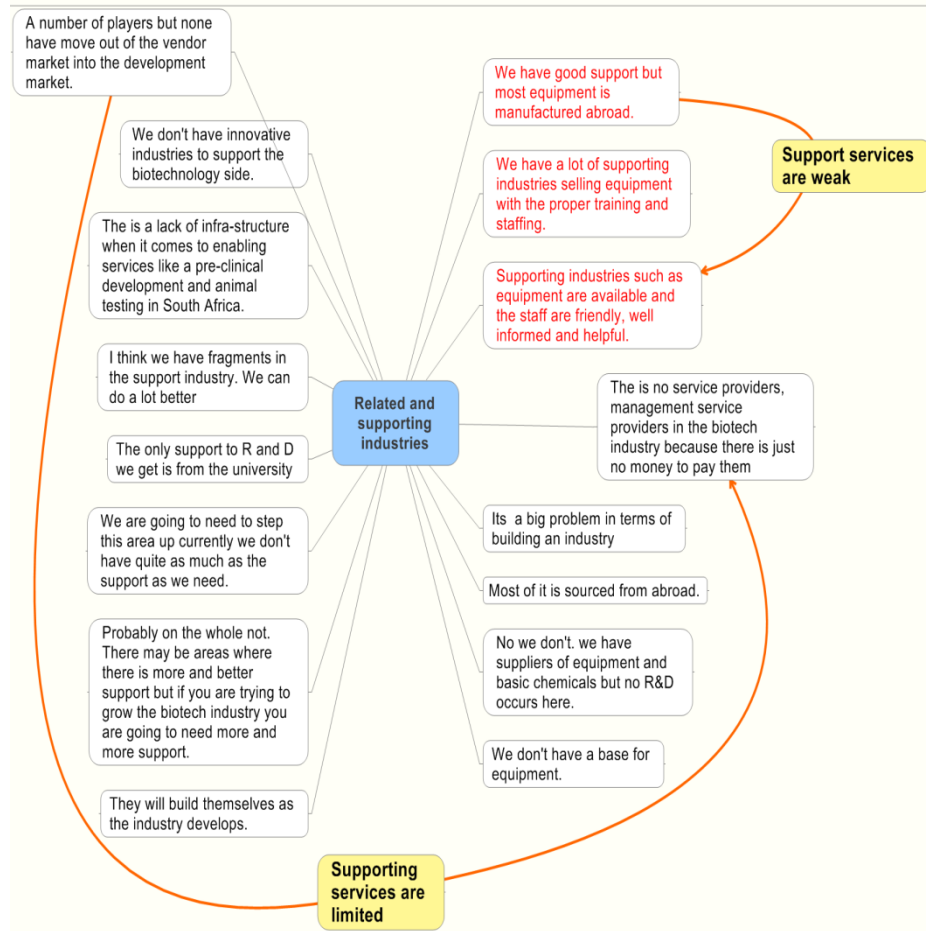 A number of players but none
have move out of the vendor
market into the development
market.
We don't have innovative
industries to support the
biotechnology side.
The is a lack of infra-structure
when it comes to enabling
services like a pre-clinical
development and animal
testing in South Africa.
I think we have fragments in
the support industry. We can
do a lot better
The only support to R and D
we get is from the university
We are going to need to step
this area up currently we don't
have quite as much as the
support as we need.
Probably on the whole not.
There may be areas where
there is more and better
support but if you are trying to
grow the biotech industry you
are going to need more and
more support.
They will build themselves as
the industry develops.
Supporting
services are
limited
Related and
supporting
industries
We have good support but
most equipment is
manufactured abroad.
We have a lot of supporting
industries selling equipment
with the proper training and
staffing.
Supporting industries such as
equipment are available and
the staff are friendly, well
informed and helpful.
Support services
are weak
The is no service providers,
management service
providers in the biotech
industry because there is just
no money to pay them
Its a big problem in terms of
building an industry
Most of it is sourced from abroad.
No we don't. we have
suppliers of equipment and
basic chemicals but no R&D
occurs here.
We don't have a base for
equipment.